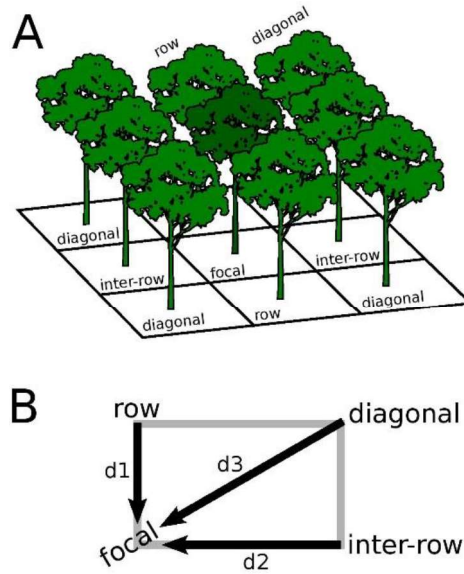 A
row
diagonal
diagonal
inter-row
focal
inter-row
diagonal
row
diagonal
B
row
diagonal
d1
d3
focal
d2
inter-row